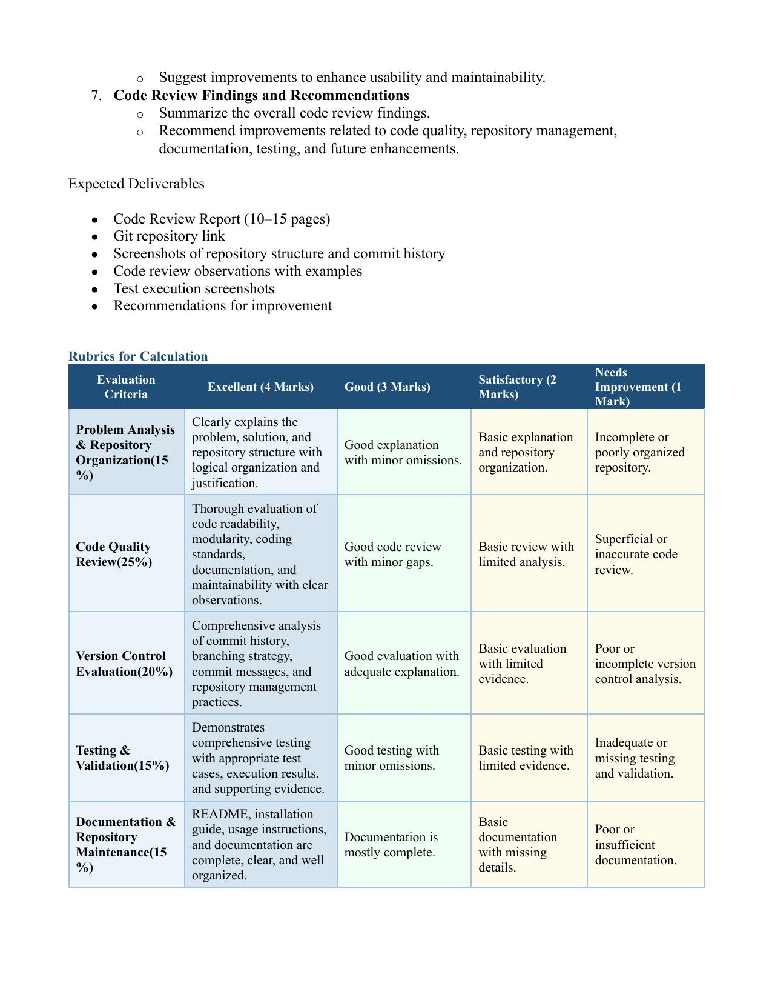 ○ Suggest improvements to enhance usability and maintainability.
7. Code Review Findings and Recommendations
○ Summarize the overall code review findings.
○ Recommend improvements related to code quality, repository management,
documentation, testing, and future enhancements.
Expected Deliverables
● Code Review Report (10–15 pages)
● Git repository link
● Screenshots of repository structure and commit history
● Code review observations with examples
● Test execution screenshots
● Recommendations for improvement
Rubrics for Calculation
Evaluation
Criteria
Excellent (4 Marks)
Good (3 Marks)
Satisfactory (2
Marks)
Needs
Improvement (1
Mark)
Problem Analysis
& Repository
Organization(15
%)
Clearly explains the
problem, solution, and
repository structure with
logical organization and
justification.
Good explanation
with minor omissions.
Basic explanation
and repository
organization.
Incomplete or
poorly organized
repository.
Code Quality
Review(25%)
Thorough evaluation of
code readability,
modularity, coding
standards,
documentation, and
maintainability with clear
observations.
Good code review
with minor gaps.
Basic review with
limited analysis.
Superficial or
inaccurate code
review.
Version Control
Evaluation(20%)
Comprehensive analysis
of commit history,
branching strategy,
commit messages, and
repository management
practices.
Good evaluation with
adequate explanation.
Basic evaluation
with limited
evidence.
Poor or
incomplete version
control analysis.
Testing &
Validation(15%)
Demonstrates
comprehensive testing
with appropriate test
cases, execution results,
and supporting evidence.
Good testing with
minor omissions.
Basic testing with
limited evidence.
Inadequate or
missing testing
and validation.
Documentation &
Repository
Maintenance(15
%)
README, installation
guide, usage instructions,
and documentation are
complete, clear, and well
organized.
Documentation is
mostly complete.
Basic
documentation
with missing
details.
Poor or
insufficient
documentation.